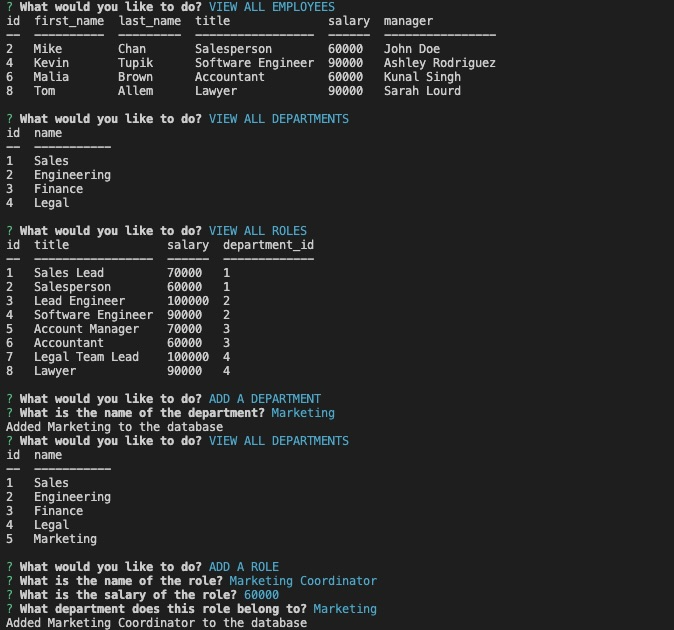 ? What would you like to do? VIEW ALL EMPLOYEES
id first_name last_name title salary manager
2 Mike Chan Salesperson 60000 John Doe
4 Kevin Tupik Software Engineer 90000 Ashley Rodriguez
6 Malia Brown Accountant 60000 Kunal Singh
8 Tom Allem Lawyer 90000 Sarah Lourd
? What would you like to do? VIEW ALL DEPARTMENTS
id name
1 Sales
2 Engineering
3 Finance
4 Legal
? What would you like to do? VIEW ALL ROLES
id title salary department_id
1 Sales Lead 70000 1
2 Salesperson 60000 1
3 Lead Engineer 100000 2
4 Software Engineer 90000 2
5 Account Manager 70000 3
6 Accountant 60000 3
7 Legal Team Lead 100000 4
8 Lawyer 90000 4
? What would you like to do? ADD A DEPARTMENT
? What is the name of the department? Marketing
Added Marketing to the database
? What would you like to do? VIEW ALL DEPARTMENTS
id name
1 Sales
2 Engineering
3 Finance
4 Legal
5 Marketing
? What would you like to do? ADD A ROLE
? What is the name of the role? Marketing Coordinator
? What is the salary of the role? 60000
? What department does this role belong to? Marketing
Added Marketing Coordinator to the database